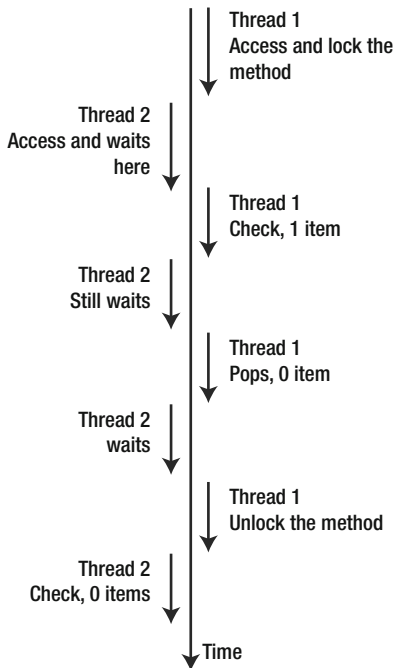 Thread 1
Access and lock the
method
Thread 2
Access and waits
here
Thread 1
Check, 1 item
Thread 2
Still waits
Thread 1
Pops, 0 item
Thread 2
waits
Thread 1
Unlock the method
Thread 2
Check, 0 items
Time